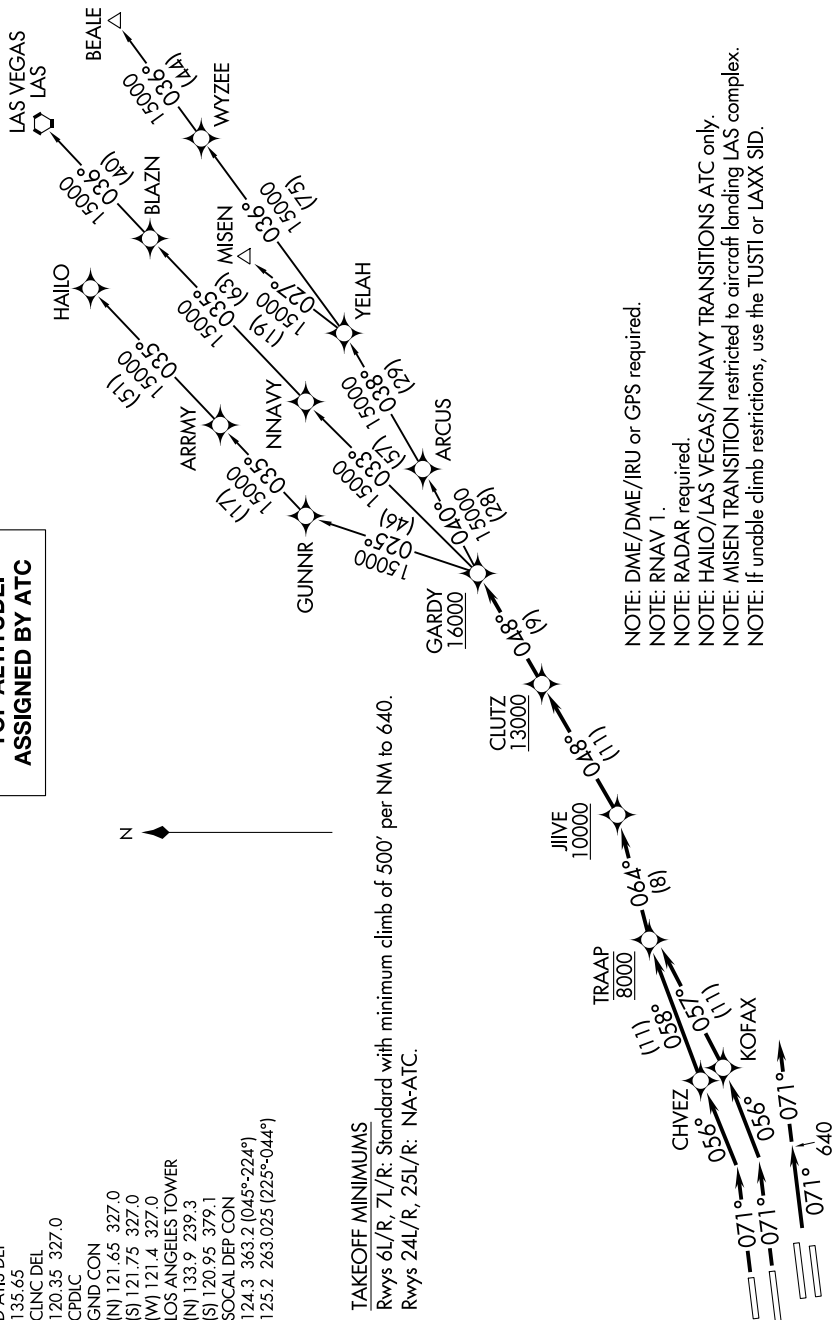 TOP ALTITUDE:
ASSIGNED BY ATC
D-ATIS DEP
135.65
CLNC DEL
120.35 327.0
CPDLC
GND CON
(N) 121.65 327.0
(S) 121.75 327.0
(W) 121.4 327.0
LOS ANGELES TOWER
(N) 133.9 239.3
(S) 120.95 379.1
SOCAL DEP CON
124.3 363.2 (045°-224°)
125.2 263.025 (225°-044°)
N
TAKEOFF MINIMUMS
Rwys 6L/R, 7L/R: Standard with minimum climb of 500' per NM to 640.
Rwys 24L/R, 25L/R: NA-ATC.
071°
071°
071°
071°
640
056°
056°
CHVEZ
KOFAX
(11)
058°
057°
(11)
TRAAP
8000
064°
(8)
JIIVE
10000
048°
(11)
CLUTZ
13000
048°
(9)
GARDY
16000
15000
025°
(46)
GUNNR
(17)
15000
035°
ARRMY
(51)
15000
035°
HAILO
15000
033°
(57)
NNAVY
15000
035°
(63)
BLAZN
15000
036°
(40)
LAS VEGAS
LAS
040°
15000
(28)
ARCUS
15000
038°
(29)
YELAH
(19)
15000
027°
MISEN
036°
15000
(75)
WYZEE
15000
036°
(44)
BEALE
NOTE: DME/DME/IRU or GPS required.
NOTE: RNAV 1.
NOTE: RADAR required.
NOTE: HAILO/LAS VEGAS/NNAVY TRANSITIONS ATC only.
NOTE: MISEN TRANSITION restricted to aircraft landing LAS complex.
NOTE: If unable climb restrictions, use the TUSTI or LAXX SID.